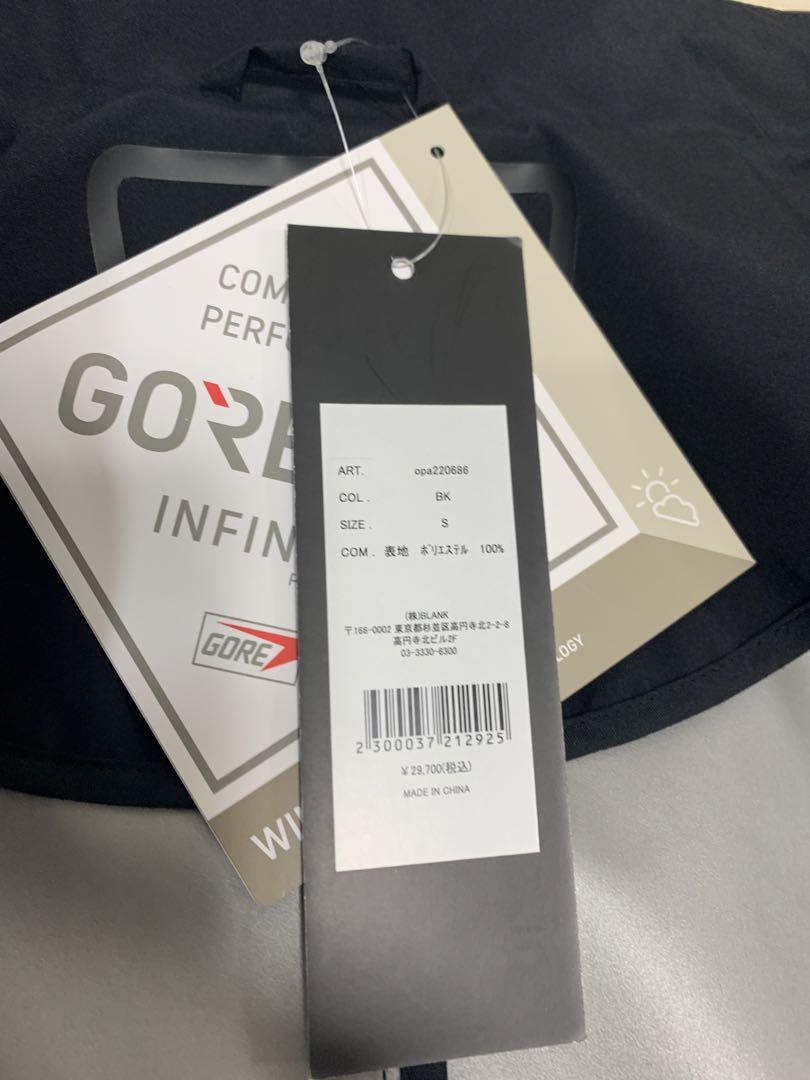 COM
PERF
GORE
INFIN
GORE
WI
LOGY
ART. opa220686
COL. BK
SIZE. S
COM. 表地 ポリエステル 100%
(株)BLANK
〒166-0002 東京都杉並区高円寺北2-2-8
高円寺北ビル2F
03-3330-6300
2 300037 212925
¥29,700(税込)
MADE IN CHINA